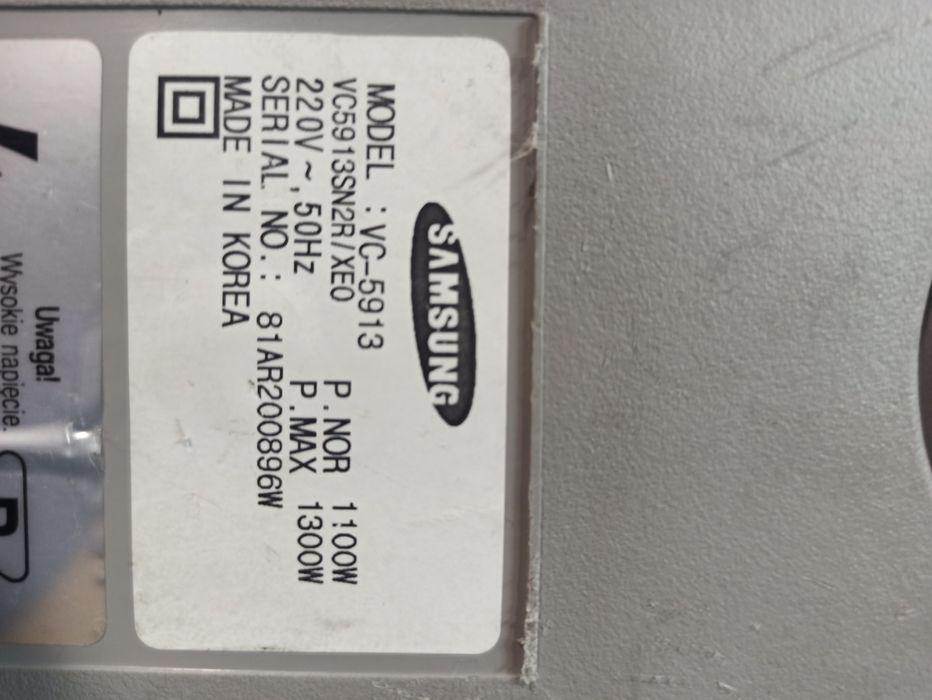 SAMSUNG
MODEL : VC-5913
VC5913SN2R/XE0 P.NOR 1100W
220V~, 50Hz P.MAX 1300W
SERIAL NO.: 81AR200896W
MADE IN KOREA
Uwaga!
Wysokie napięcie.